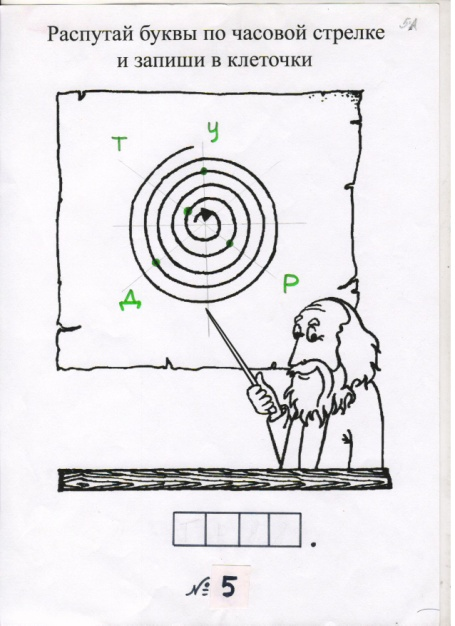 Распутай буквы по часовой стрелке
и запиши в клеточки
5А
Т
У
Д
Р
.
№ 5